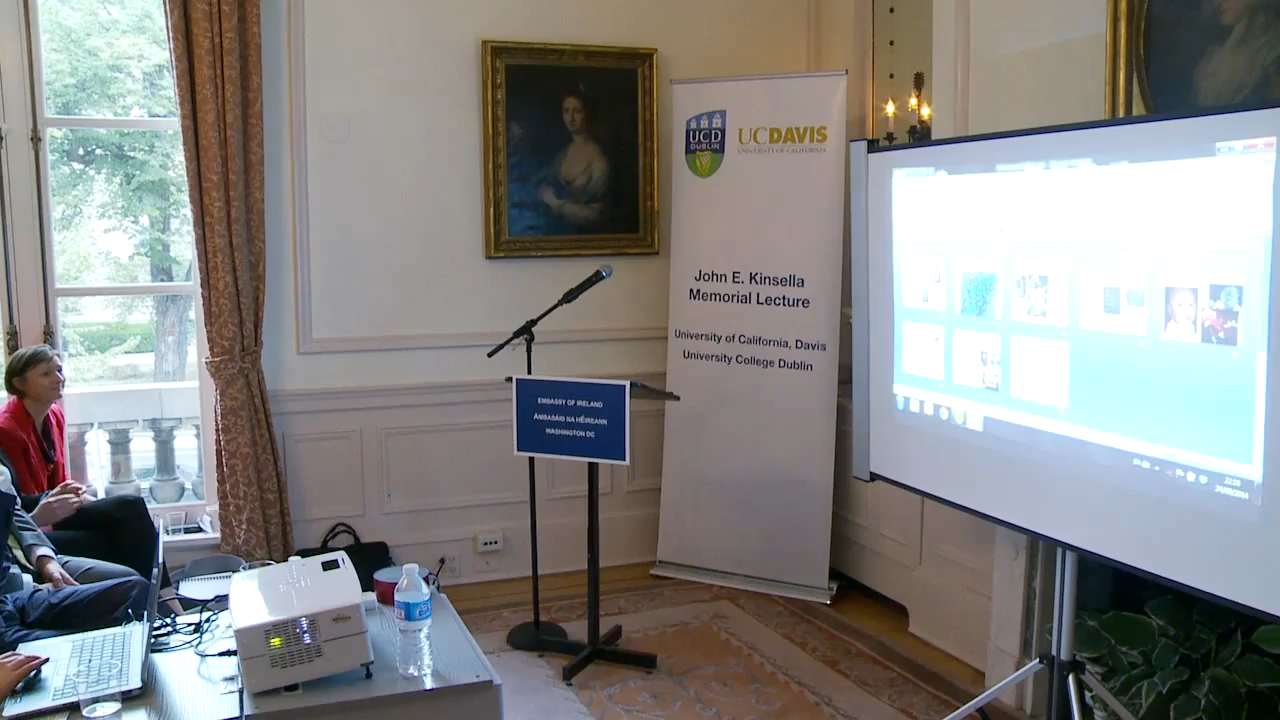 UCD
DUBLIN
UCDAVIS
UNIVERSITY OF CALIFORNIA
John E. Kinsella
Memorial Lecture
University of California, Davis
University College Dublin
EMBASSY OF IRELAND
AMBASÁID NA HÉIREANN
WASHINGTON DC